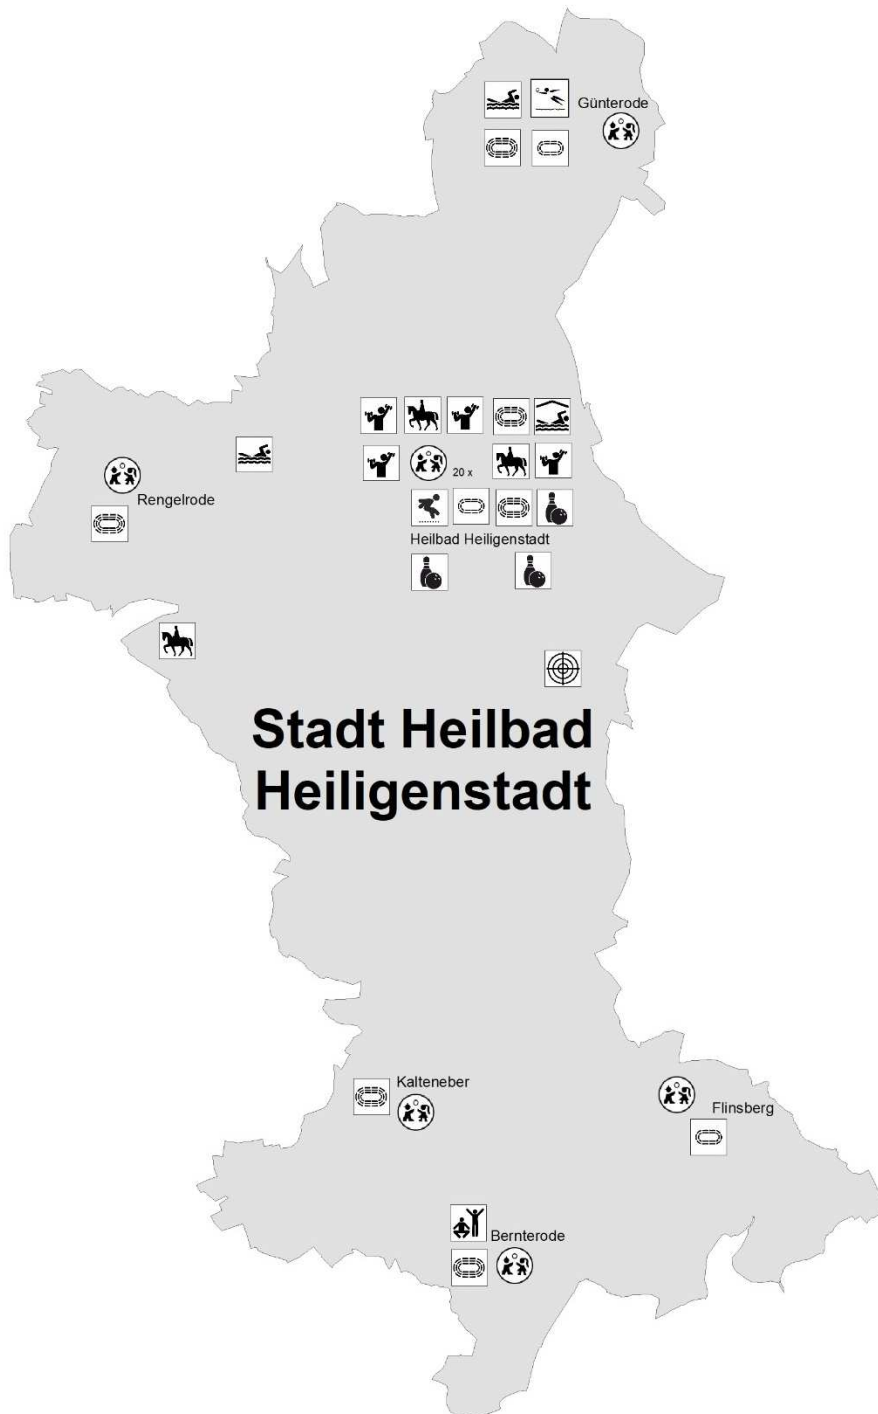 Günterode
20 x
Rengelrode
Heilbad Heiligenstadt
Stadt Heilbad
Heiligenstadt
Kalteneber
Flinsberg
Bernterode